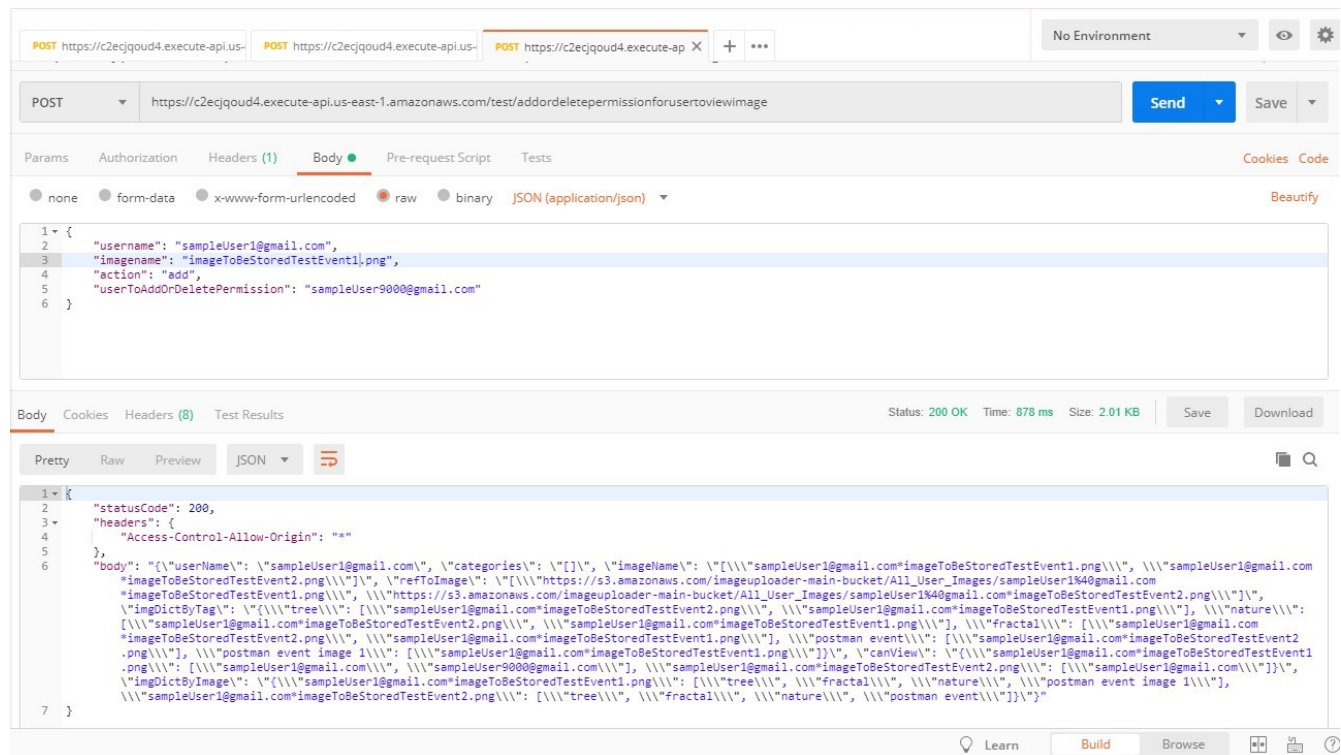 POST https://c2ecjqoud4.execute-api.us- POST https://c2ecjqoud4.execute-api.us- POST https://c2ecjqoud4.execute-ap X + ••• No Environment
POST https://c2ecjqoud4.execute-api.us-east-1.amazonaws.com/test/addordeletepermissionforusertoviewimage Send Save
Params Authorization Headers (1) Body Pre-request Script Tests Cookies Code
none form-data x-www-form-urlencoded raw binary JSON (application/json) Beautify
1 {
2 "username": "sampleUser1@gmail.com",
3 "imagename": "imageToBeStoredTestEvent1.png",
4 "action": "add",
5 "userToAddOrDeletePermission": "sampleUser9000@gmail.com"
6 }
Body Cookies Headers (8) Test Results Status: 200 OK Time: 878 ms Size: 2.01 KB Save Download
Pretty Raw Preview JSON
1 {
2 "statusCode": 200,
3 "headers": {
4 "Access-Control-Allow-Origin": "*"
5 },
6 "body": "{\"userName\": \"sampleUser1@gmail.com\", \"categories\": \"[]\", \"imageName\": \"[\\\"sampleUser1@gmail.com*imageToBeStoredTestEvent1.png\\\", \\\"sampleUser1@gmail.com
*imageToBeStoredTestEvent2.png\\\"]\", \"refToImage\": \"[\\\"https://s3.amazonaws.com/imageuploader-main-bucket/All_User_Images/sampleUser1%40gmail.com
*imageToBeStoredTestEvent1.png\\\", \\\"https://s3.amazonaws.com/imageuploader-main-bucket/All_User_Images/sampleUser1%40gmail.com*imageToBeStoredTestEvent2.png\\\"]\",
\"imgDictByTag\": \"{\\\"tree\\\": [\\\"sampleUser1@gmail.com*imageToBeStoredTestEvent2.png\\\", \\\"sampleUser1@gmail.com*imageToBeStoredTestEvent1.png\\\"], \\\"nature\\\":
[\\\"sampleUser1@gmail.com*imageToBeStoredTestEvent2.png\\\", \\\"sampleUser1@gmail.com*imageToBeStoredTestEvent1.png\\\"], \\\"fractal\\\": [\\\"sampleUser1@gmail.com
*imageToBeStoredTestEvent2.png\\\", \\\"sampleUser1@gmail.com*imageToBeStoredTestEvent1.png\\\"], \\\"postman event\\\": [\\\"sampleUser1@gmail.com*imageToBeStoredTestEvent2
.png\\\"], \\\"postman event image 1\\\": [\\\"sampleUser1@gmail.com*imageToBeStoredTestEvent1.png\\\"]}\", \"canView\": \"{\\\"sampleUser1@gmail.com*imageToBeStoredTestEvent1
.png\\\": [\\\"sampleUser1@gmail.com\\\", \\\"sampleUser9000@gmail.com\\\"], \\\"sampleUser1@gmail.com*imageToBeStoredTestEvent2.png\\\": [\\\"sampleUser1@gmail.com\\\"]}\",
\"imgDictByImage\": \"{\\\"sampleUser1@gmail.com*imageToBeStoredTestEvent1.png\\\": [\\\"tree\\\", \\\"fractal\\\", \\\"nature\\\", \\\"postman event image 1\\\"],
\\\"sampleUser1@gmail.com*imageToBeStoredTestEvent2.png\\\": [\\\"tree\\\", \\\"fractal\\\", \\\"nature\\\", \\\"postman event\\\"]}\"}"
7 }
Learn Build Browse